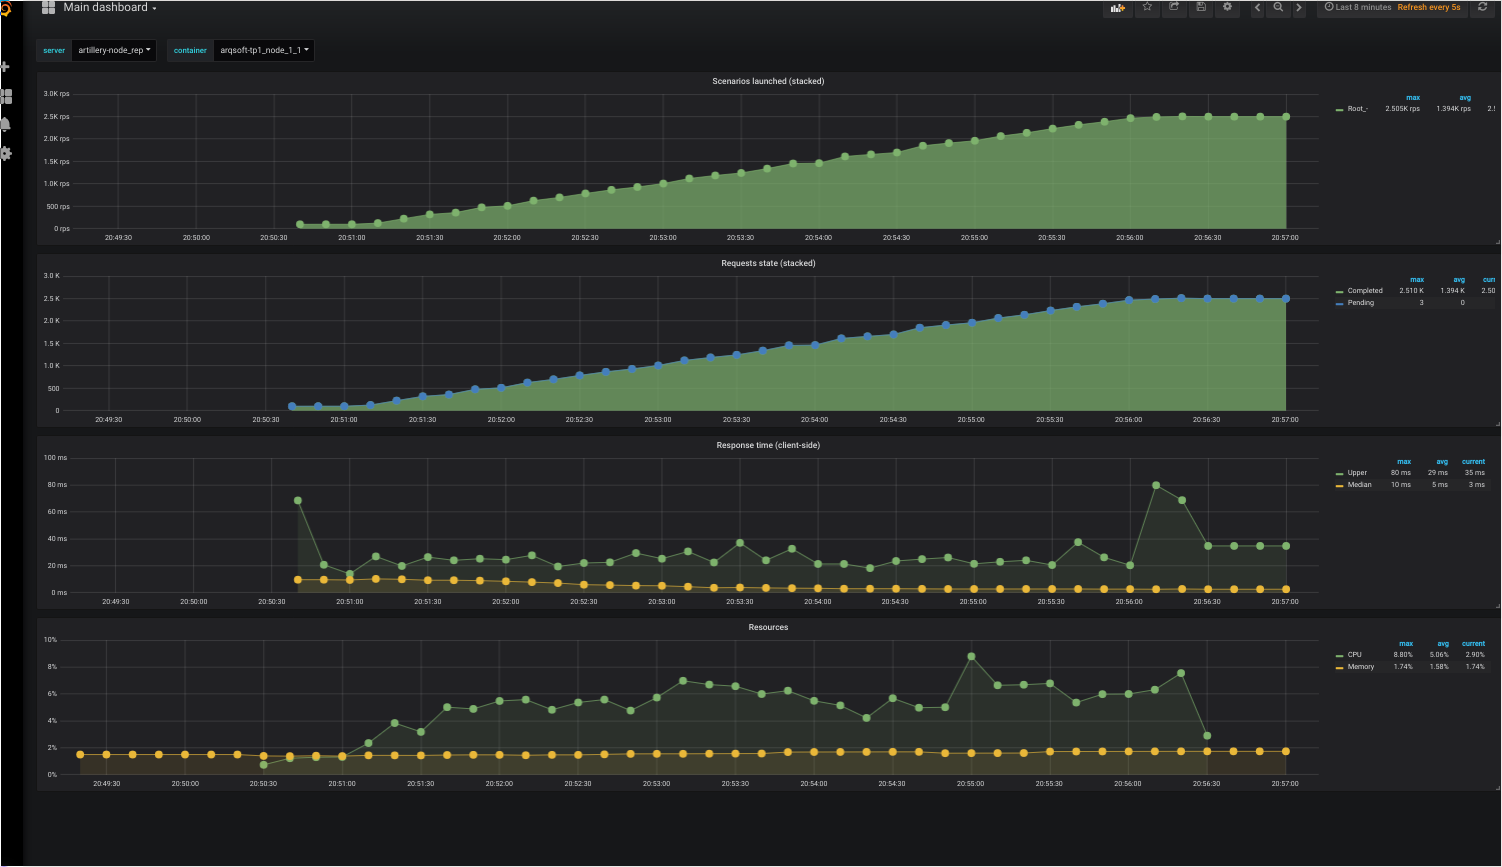 Main dashboard
Last 8 minutes Refresh every 5s
server artillery-node_rep container arqsoft-tp1_node_1_1
Scenarios launched (stacked)
3.0K rps
2.5K rps
2.0K rps
1.5K rps
1.0K rps
500 rps
0 rps
20:49:30 20:50:00 20:50:30 20:51:00 20:51:30 20:52:00 20:52:30 20:53:00 20:53:30 20:54:00 20:54:30 20:55:00 20:55:30 20:56:00 20:56:30 20:57:00
max avg
Root_- 2.505K rps 1.394K rps
Requests state (stacked)
3.0 K
2.5 K
2.0 K
1.5 K
1.0 K
500
0
20:49:30 20:50:00 20:50:30 20:51:00 20:51:30 20:52:00 20:52:30 20:53:00 20:53:30 20:54:00 20:54:30 20:55:00 20:55:30 20:56:00 20:56:30 20:57:00
max avg curr
Completed 2.510 K 1.394 K 2.50
Pending 3 0
Response time (client-side)
100 ms
80 ms
60 ms
40 ms
20 ms
0 ms
20:49:30 20:50:00 20:50:30 20:51:00 20:51:30 20:52:00 20:52:30 20:53:00 20:53:30 20:54:00 20:54:30 20:55:00 20:55:30 20:56:00 20:56:30 20:57:00
max avg current
Upper 80 ms 29 ms 35 ms
Median 10 ms 5 ms 3 ms
Resources
10%
8%
6%
4%
2%
0%
20:49:30 20:50:00 20:50:30 20:51:00 20:51:30 20:52:00 20:52:30 20:53:00 20:53:30 20:54:00 20:54:30 20:55:00 20:55:30 20:56:00 20:56:30 20:57:00
max avg current
CPU 8.80% 5.06% 2.90%
Memory 1.74% 1.58% 1.74%